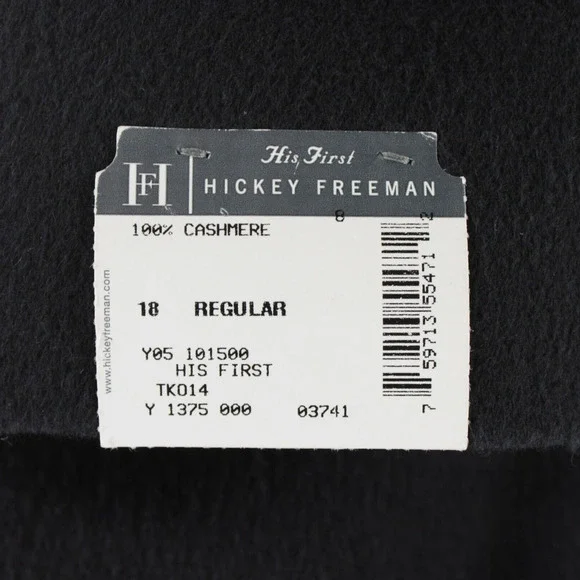 His First
HF
HICKEY FREEMAN
8
100% CASHMERE
18 REGULAR
Y05 101500
HIS FIRST
TK014
Y 1375 000 03741
www.hickeyfreeman.com
7 59713 55471 2